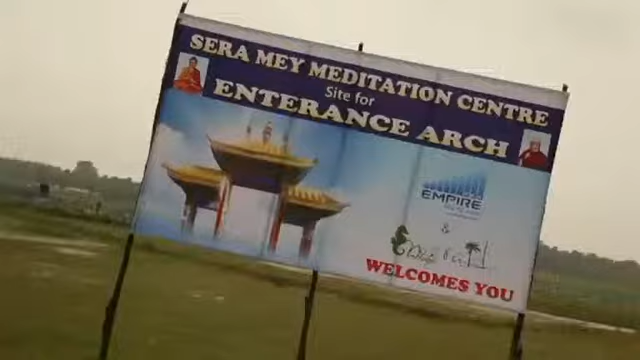 SERA MEY MEDITATION CENTRE
Site for
ENTERANCE ARCH
EMPIRE
&
WELCOMES YOU